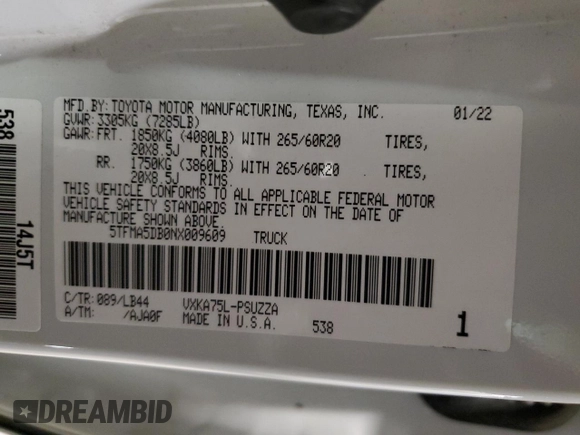 MFD.BY: TOYOTA MOTOR MANUFACTURING, TEXAS, INC. 01/22
GVWR: 3305KG (7285LB)
GAWR: FRT. 1850KG (4080LB) WITH 265/60R20 TIRES,
20X8.5J RIMS.
RR. 1750KG (3860LB) WITH 265/60R20 TIRES,
20X8.5J RIMS.
THIS VEHICLE CONFORMS TO ALL APPLICABLE FEDERAL MOTOR
VEHICLE SAFETY STANDARDS IN EFFECT ON THE DATE OF
MANUFACTURE SHOWN ABOVE.
5TFMA5DB0NX009609 TRUCK
C/TR: 089/LB44 VXKA75L-PSUZZA
A/TM: /AJA0F MADE IN U.S.A. 538 1
538
14J5T
DREAMBID